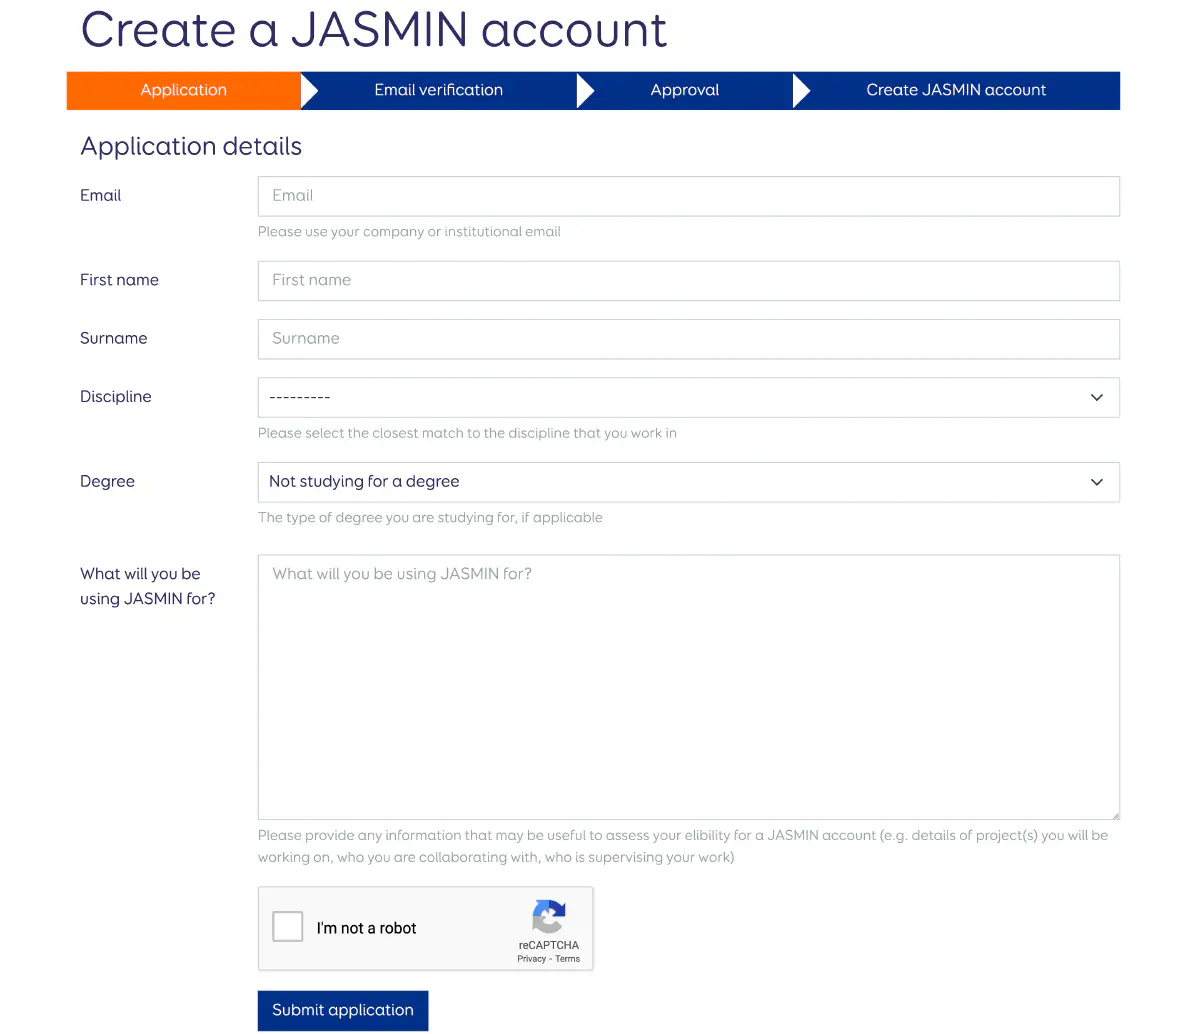 Create a JASMIN account
Application
Email verification
Approval
Create JASMIN account
Application details
Email
Email
Please use your company or institutional email
First name
First name
Surname
Surname
Discipline
---------
Please select the closest match to the discipline that you work in
Degree
Not studying for a degree
The type of degree you are studying for, if applicable
What will you be
using JASMIN for?
What will you be using JASMIN for?
Please provide any information that may be useful to assess your elibility for a JASMIN account (e.g. details of project(s) you will be
working on, who you are collaborating with, who is supervising your work)
I'm not a robot
reCAPTCHA
Privacy - Terms
Submit application